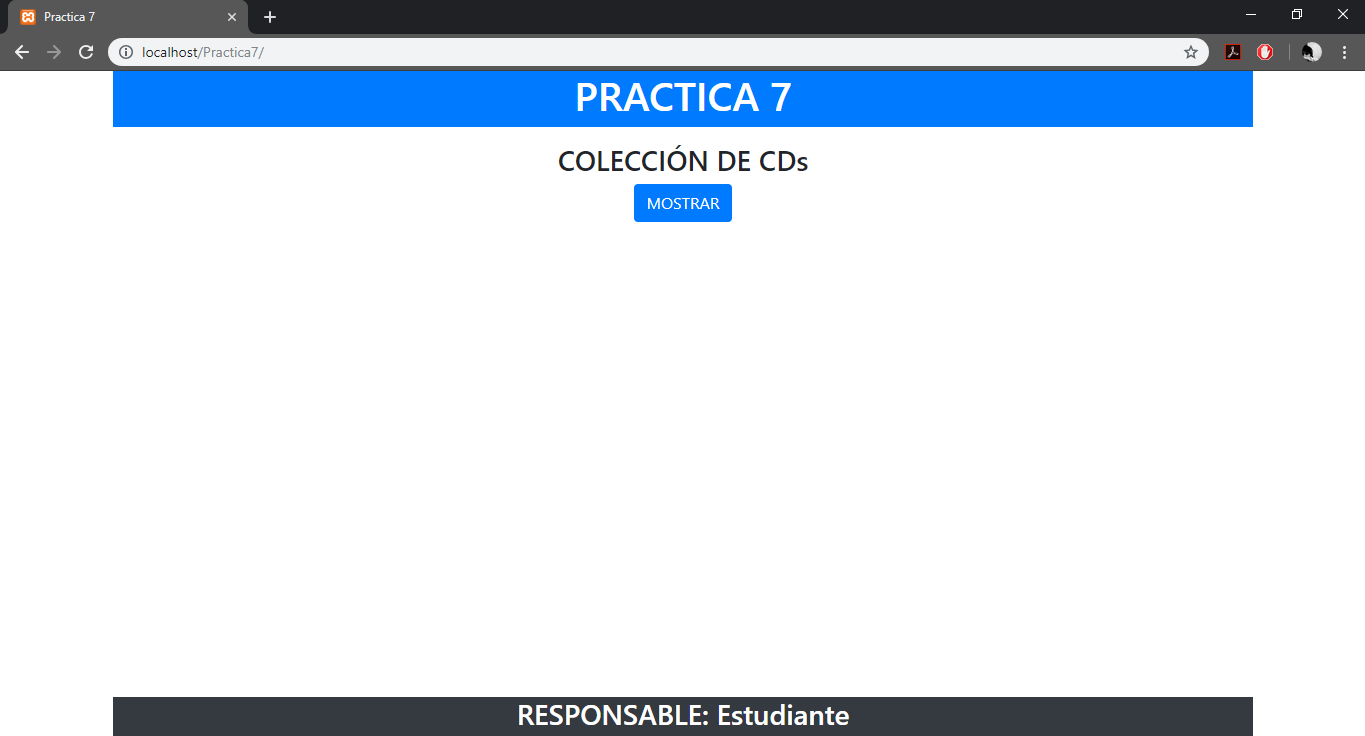 Practica 7
localhost/Practica7/
PRACTICA 7
COLECCIÓN DE CDs
MOSTRAR
RESPONSABLE: Estudiante